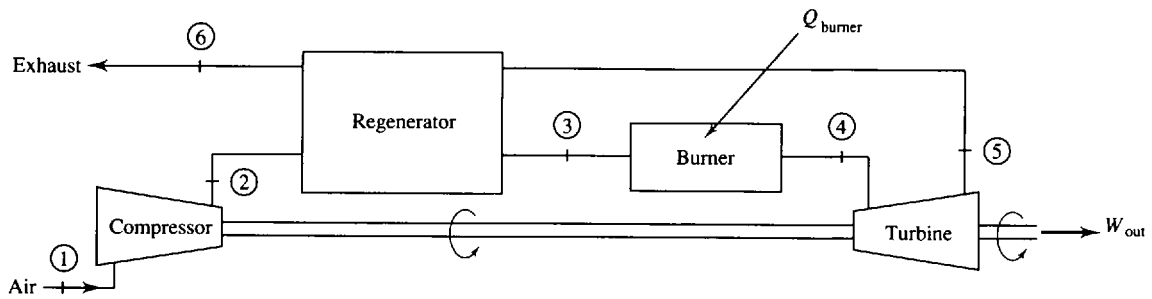 ⑥
Exhaust
Q burner
Regenerator
③
Burner
④
⑤
②
Compressor
Turbine
W out
①
Air